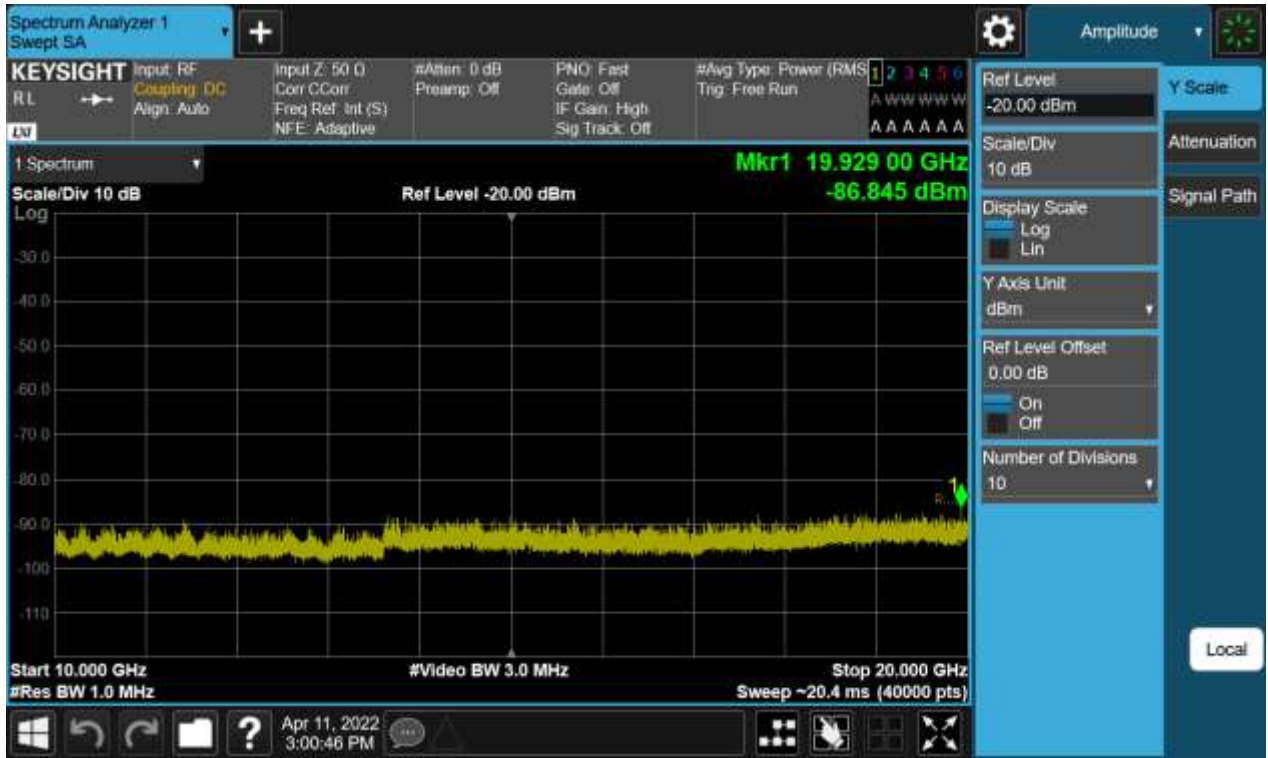 Spectrum Analyzer 1
Swept SA
+
Amplitude
KEYSIGHT
RL
LXI
Input: RF
Coupling: DC
Align: Auto
Input Z: 50 Ω
Corr CCorr
Freq Ref: Int (S)
NFE: Adaptive
#Atten: 0 dB
Preamp: Off
PNO: Fast
Gate: Off
IF Gain: High
Sig Track: Off
#Avg Type: Power (RMS
Trig: Free Run
1 2 3 4 5 6
A W W W W W
A A A A A A
1 Spectrum
Scale/Div 10 dB
Ref Level -20.00 dBm
Mkr1 19.929 00 GHz
-86.845 dBm
Log
-30.0
-40.0
-50.0
-60.0
-70.0
-80.0
-90.0
-100
-110
1
R...
Start 10.000 GHz
#Video BW 3.0 MHz
Stop 20.000 GHz
#Res BW 1.0 MHz
Sweep ~20.4 ms (40000 pts)
Ref Level
-20.00 dBm
Scale/Div
10 dB
Display Scale
Log
Lin
Y Axis Unit
dBm
Ref Level Offset
0.00 dB
On
Off
Number of Divisions
10
Y Scale
Attenuation
Signal Path
Local
?
Apr 11, 2022
3:00:46 PM